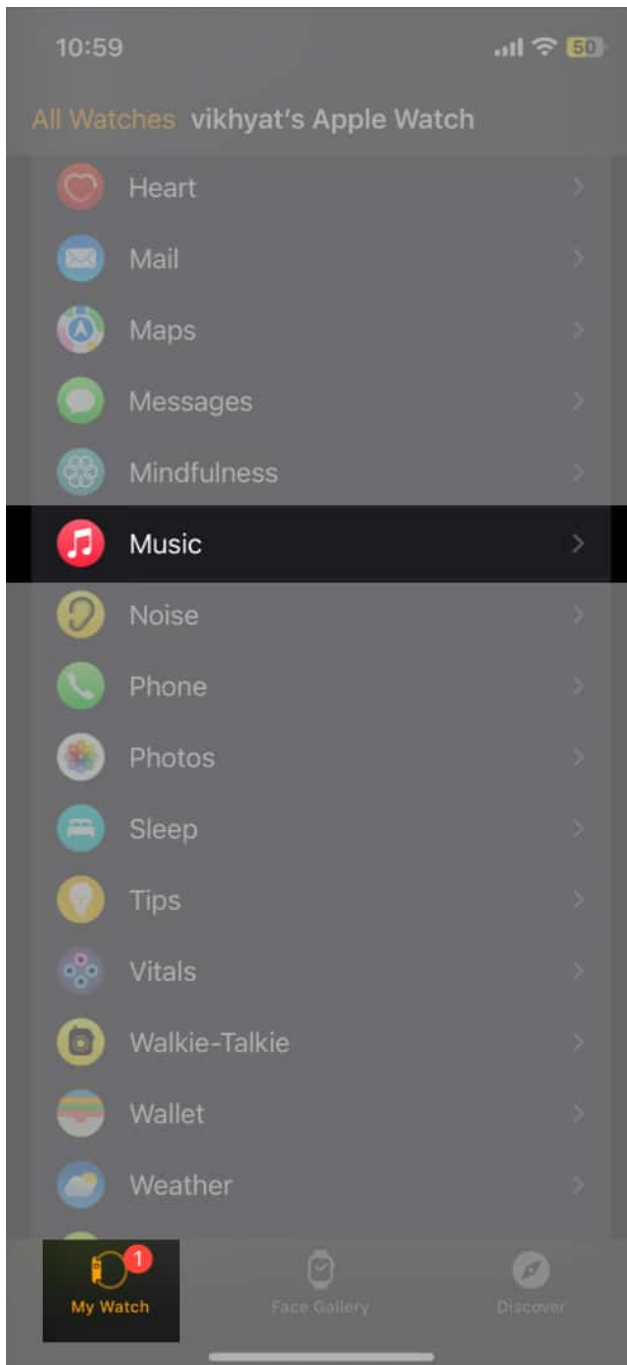 10:59 50
All Watches vikhyat's Apple Watch
Heart
Mail
Maps
Messages
Mindfulness
Music
Noise
Phone
Photos
Sleep
Tips
Vitals
Walkie-Talkie
Wallet
Weather
1
My Watch Face Gallery Discover